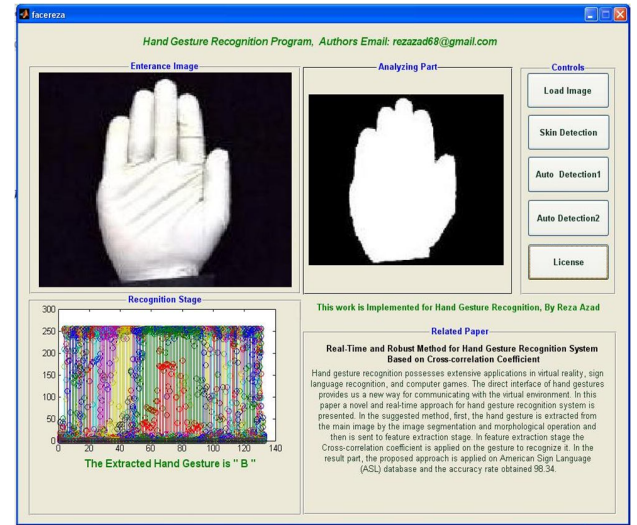 facereza
Hand Gesture Recognition Program, Authors Email: rezazad68@gmail.com
Enterance Image
Analyzing Part
Controls
Load Image
Skin Detection
Auto Detection1
Auto Detection2
License
Recognition Stage
300
250
200
150
100
50
0
0 20 40 60 80 100 120 140
The Extracted Hand Gesture is " B "
This work is Implemented for Hand Gesture Recognition, By Reza Azad
Related Paper
Real-Time and Robust Method for Hand Gesture Recognition System
Based on Cross-correlation Coefficient
Hand gesture recognition possesses extensive applications in virtual reality, sign
language recognition, and computer games. The direct interface of hand gestures
provides us a new way for communicating with the virtual environment. In this
paper a novel and real-time approach for hand gesture recognition system is
presented. In the suggested method, first, the hand gesture is extracted from
the main image by the image segmentation and morphological operation and
then is sent to feature extraction stage. In feature extraction stage the
Cross-correlation coefficient is applied on the gesture to recognize it. In the
result part, the proposed approach is applied on American Sign Language
(ASL) database and the accuracy rate obtained 98.34.